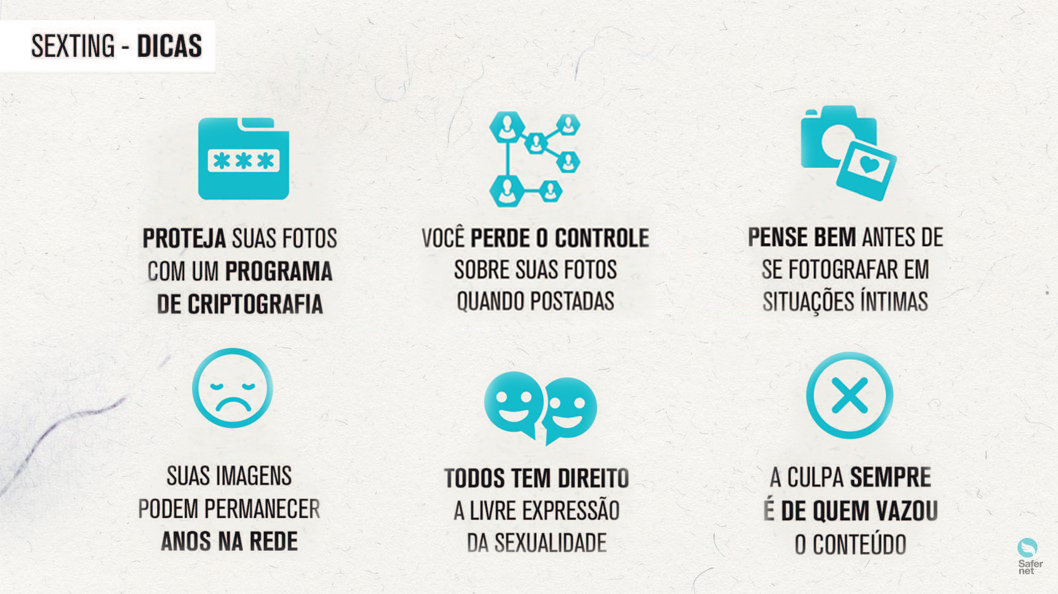 SEXTING - DICAS
***
PROTEJA SUAS FOTOS
COM UM PROGRAMA
DE CRIPTOGRAFIA
VOCÊ PERDE O CONTROLE
SOBRE SUAS FOTOS
QUANDO POSTADAS
PENSE BEM ANTES DE
SE FOTOGRAFAR EM
SITUAÇÕES ÍNTIMAS
SUAS IMAGENS
PODEM PERMANECER
ANOS NA REDE
TODOS TEM DIREITO
A LIVRE EXPRESSÃO
DA SEXUALIDADE
A CULPA SEMPRE
É DE QUEM VAZOU
O CONTEÚDO
Safer
net